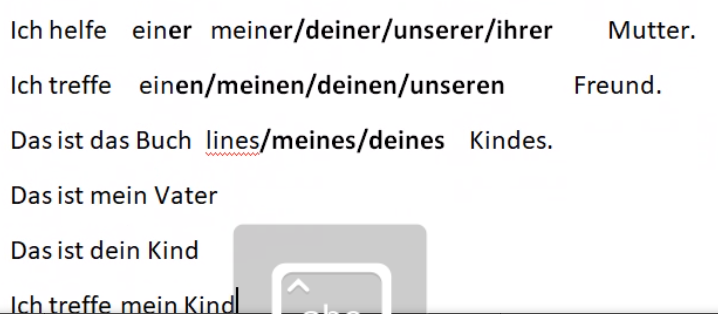 Ich helfe einer meiner/deiner/unserer/ihrer Mutter.
Ich treffe einen/meinen/deinen/unseren Freund.
Das ist das Buch lines/meines/deines Kindes.
Das ist mein Vater
Das ist dein Kind
Ich treffe mein Kind